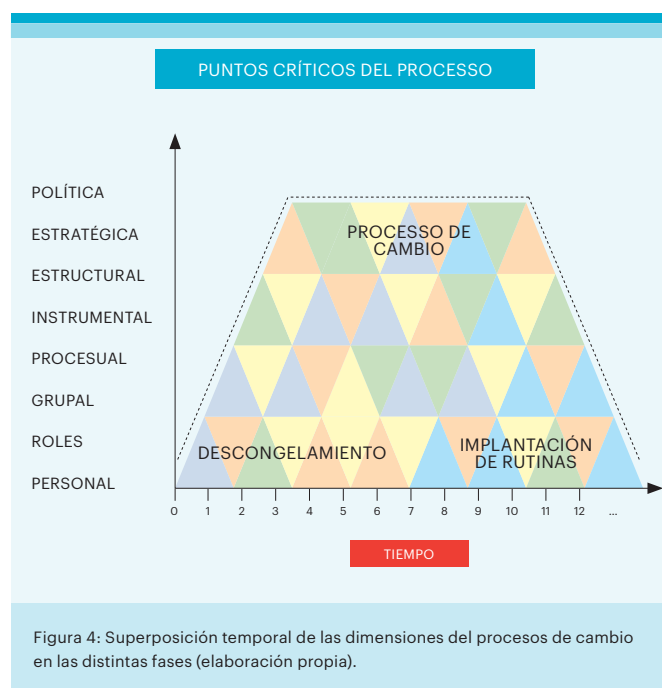 PUNTOS CRÍTICOS DEL PROCESO
POLÍTICA
ESTRATÉGICA
ESTRUCTURAL
INSTRUMENTAL
PROCESUAL
GRUPAL
ROLES
PERSONAL
PROCESSO DE
CAMBIO
DESCONGELAMIENTO
IMPLANTACIÓN
DE RUTINAS
0 1 2 3 4 5 6 7 8 9 10 11 12 ...
TIEMPO
Figura 4: Superposición temporal de las dimensiones del procesos de cambio
en las distintas fases (elaboración propia).